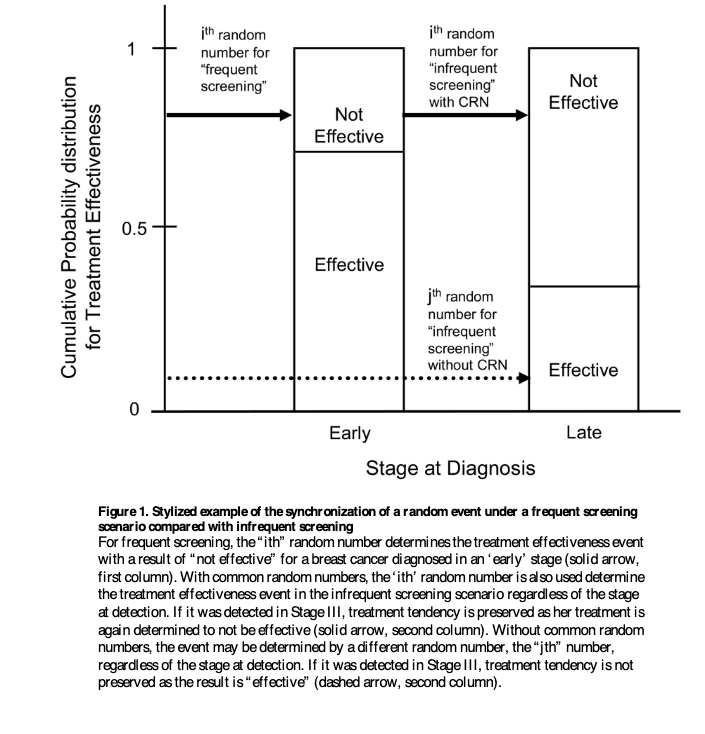 Cumulative Probability distribution
for Treatment Effectiveness
1
0.5
0
ith random
number for
“frequent
screening”
Not
Effective
Effective
ith random
number for
“infrequent
screening”
with CRN
jth random
number for
“infrequent
screening”
without CRN
Not
Effective
Effective
Early
Late
Stage at Diagnosis
Figure 1. Stylized example of the synchronization of a random event under a frequent screening
scenario compared with infrequent screening
For frequent screening, the “ith” random number determines the treatment effectiveness event
with a result of “not effective” for a breast cancer diagnosed in an ‘early’ stage (solid arrow,
first column). With common random numbers, the ‘ith’ random number is also used determine
the treatment effectiveness event in the infrequent screening scenario regardless of the stage
at detection. If it was detected in Stage III, treatment tendency is preserved as her treatment is
again determined to not be effective (solid arrow, second column). Without common random
numbers, the event may be determined by a different random number, the “jth” number,
regardless of the stage at detection. If it was detected in Stage III, treatment tendency is not
preserved as the result is “effective” (dashed arrow, second column).